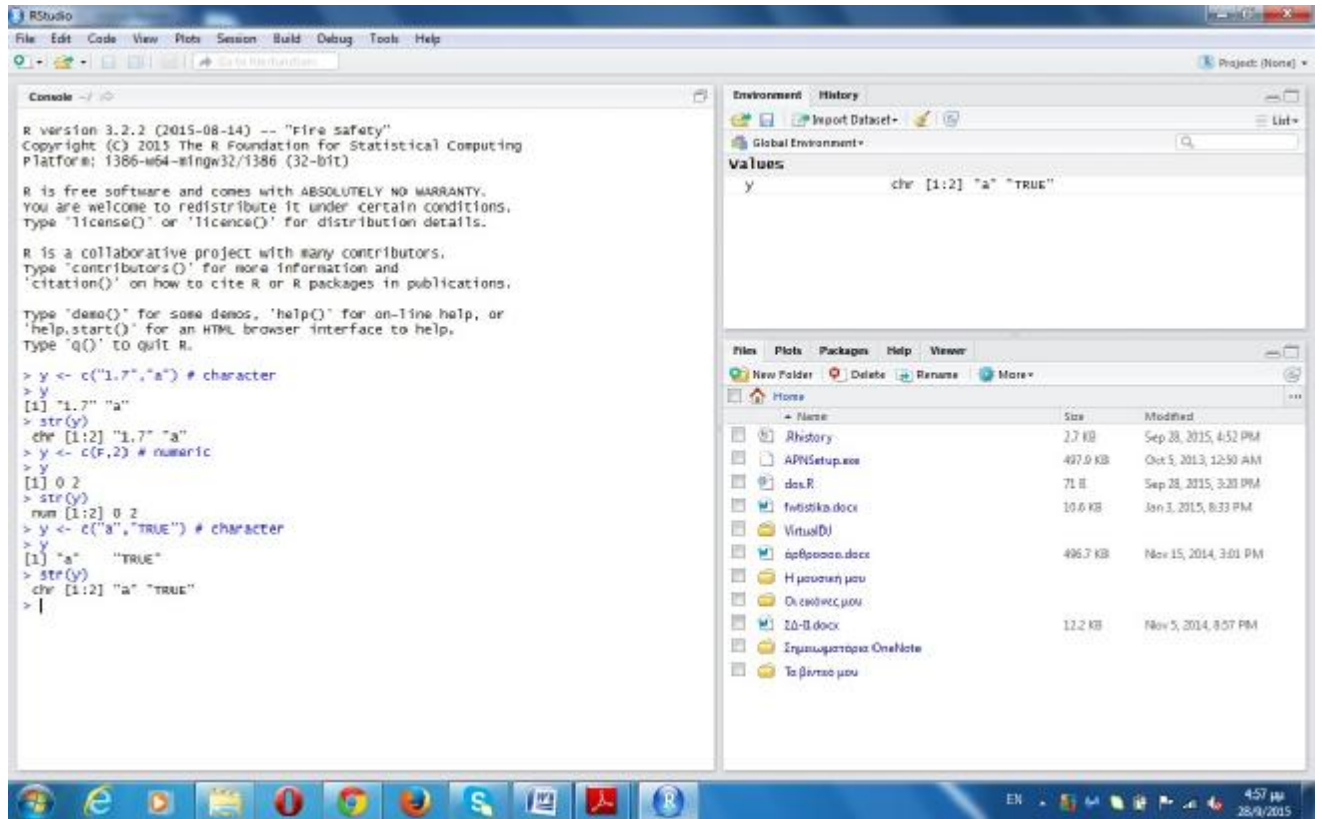 RStudio
File Edit Code View Plots Session Build Debug Tools Help
Go to file/function
Project: (None)
Console ~/
R version 3.2.2 (2015-08-14) -- "Fire Safety"
Copyright (C) 2015 The R Foundation for Statistical Computing
Platform: i386-w64-mingw32/i386 (32-bit)
R is free software and comes with ABSOLUTELY NO WARRANTY.
You are welcome to redistribute it under certain conditions.
Type 'license()' or 'licence()' for distribution details.
R is a collaborative project with many contributors.
Type 'contributors()' for more information and
'citation()' on how to cite R or R packages in publications.
Type 'demo()' for some demos, 'help()' for on-line help, or
'help.start()' for an HTML browser interface to help.
Type 'q()' to quit R.
> y <- c("1.7","a") # character
> y
[1] "1.7" "a"
> str(y)
chr [1:2] "1.7" "a"
> y <- c(F,2) # numeric
> y
[1] 0 2
> str(y)
num [1:2] 0 2
> y <- c("a","TRUE") # character
> y
[1] "a" "TRUE"
> str(y)
chr [1:2] "a" "TRUE"
>
Environment History
Import Dataset
List
Global Environment
Values
y chr [1:2] "a" "TRUE"
Files Plots Packages Help Viewer
New Folder Delete Rename More
Home
Name Size Modified
.Rhistory 2.7 KB Sep 28, 2015, 4:52 PM
APNSetup.exe 497.9 KB Oct 5, 2013, 12:50 AM
dos.R 71 B Sep 28, 2015, 3:20 PM
fwtistika.docx 10.6 KB Jan 3, 2015, 8:33 PM
VirtualDJ
άρθρο.docx 496.7 KB Nov 15, 2014, 3:01 PM
Η μουσική μου
Οι εικόνες μου
ΣΔ-ΙΙ.docx 12.2 KB Nov 5, 2014, 8:57 PM
Σημειωματάρια OneNote
Τα βίντεό μου
EN
4:57 μμ
28/9/2015